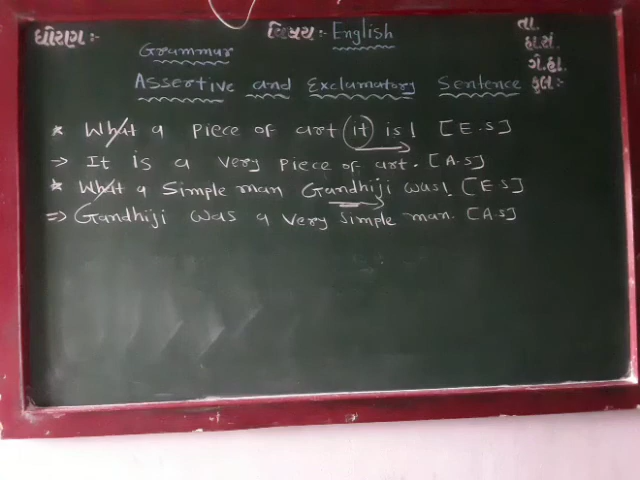 ધોરણ:- વિષય:- English તા.
Grammar હા.સં.
ગે.હા.
Assertive and Exclamatory Sentence કુલ:-
* What a piece of art it is! [E.S]
→ It is a very piece of art. [A.S]
* What a simple man Gandhiji was! [E.S]
⇒ Gandhiji was a very simple man. [A.S]